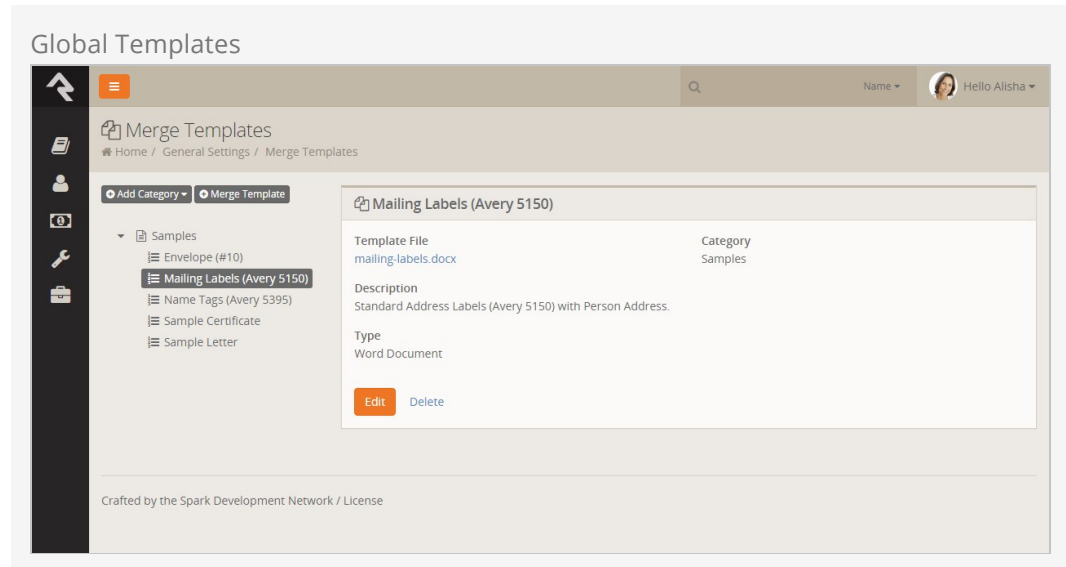 Global Templates
Name
Hello Alisha
Merge Templates
Home / General Settings / Merge Templates
Add Category
Merge Template
Samples
Envelope (#10)
Mailing Labels (Avery 5150)
Name Tags (Avery 5395)
Sample Certificate
Sample Letter
Mailing Labels (Avery 5150)
Template File
mailing-labels.docx
Category
Samples
Description
Standard Address Labels (Avery 5150) with Person Address.
Type
Word Document
Edit
Delete
Crafted by the Spark Development Network / License